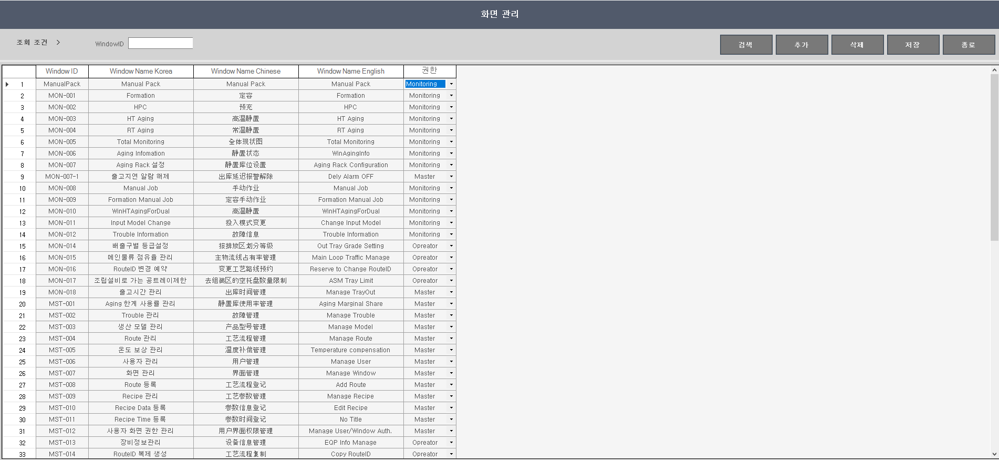 화면 관리
조회 조건 > WindowID 검색 추가 삭제 저장 종료
Window ID Window Name Korea Window Name Chinese Window Name English 권한
1 ManualPack Manual Pack Manual Pack Manual Pack Monitoring
2 MON-001 Formation 定容 Formation Monitoring
3 MON-002 HPC 预充 HPC Monitoring
4 MON-003 HT Aging 高温静置 HT Aging Monitoring
5 MON-004 RT Aging 常温静置 RT Aging Monitoring
6 MON-005 Total Monitoring 全体现状图 Total Monitoring Monitoring
7 MON-006 Aging Infomation 静置状态 WinAgingInfo Monitoring
8 MON-007 Aging Rack 설정 静置库位设置 Aging Rack Configuration Monitoring
9 MON-007-1 출고지연 알람 해제 出库延迟报警解除 Dely Alarm OFF Master
10 MON-008 Manual Job 手动作业 Manual Job Monitoring
11 MON-009 Formation Manual Job 定容手动作业 Formation Manual Job Monitoring
12 MON-010 WinHTAgingForDual 高温静置 WinHTAgingForDual Monitoring
13 MON-011 Input Model Change 投入模式变更 Change Input Model Monitoring
14 MON-012 Trouble Information 故障信息 Trouble Information Monitoring
15 MON-014 배출구별 등급설정 按排放区划分等级 Out Tray Grade Setting Opreator
16 MON-015 메인물류 점유율 관리 主物流线占有率管理 Main Loop Traffic Manage Opreator
17 MON-016 RouteID 변경 예약 变更工艺路线预约 Reserve to Change RouteID Opreator
18 MON-017 조립설비로 가는 공트레이제한 去组装区的空托盘数量限制 ASM Tray Limit Opreator
19 MON-018 출고시간 관리 出库时间管理 Manage TrayOut Master
20 MST-001 Aging 한계 사용률 관리 静置库使用率管理 Aging Marginal Share Master
21 MST-002 Trouble 관리 故障管理 Manage Trouble Master
22 MST-003 생산 모델 관리 产品型号管理 Manage Model Master
23 MST-004 Route 관리 工艺流程管理 Manage Route Master
24 MST-005 온도 보상 관리 温度补偿管理 Temperature compensation Master
25 MST-006 사용자 관리 用户管理 Manage User Master
26 MST-007 화면 관리 界面管理 Manage Window Master
27 MST-008 Route 등록 工艺流程登记 Add Route Master
28 MST-009 Recipe 관리 工艺参数管理 Manage Recipe Master
29 MST-010 Recipe Data 등록 参数信息登记 Edit Recipe Master
30 MST-011 Recipe Time 등록 参数时间登记 No Title Master
31 MST-012 사용자 화면 권한 관리 用户界面权限管理 Manage User/Window Auth. Master
32 MST-013 장비정보관리 设备信息管理 EQP Info Manage Opreator
33 MST-014 RouteID 복제 생성 工艺流程复制 Copy RouteID Opreator